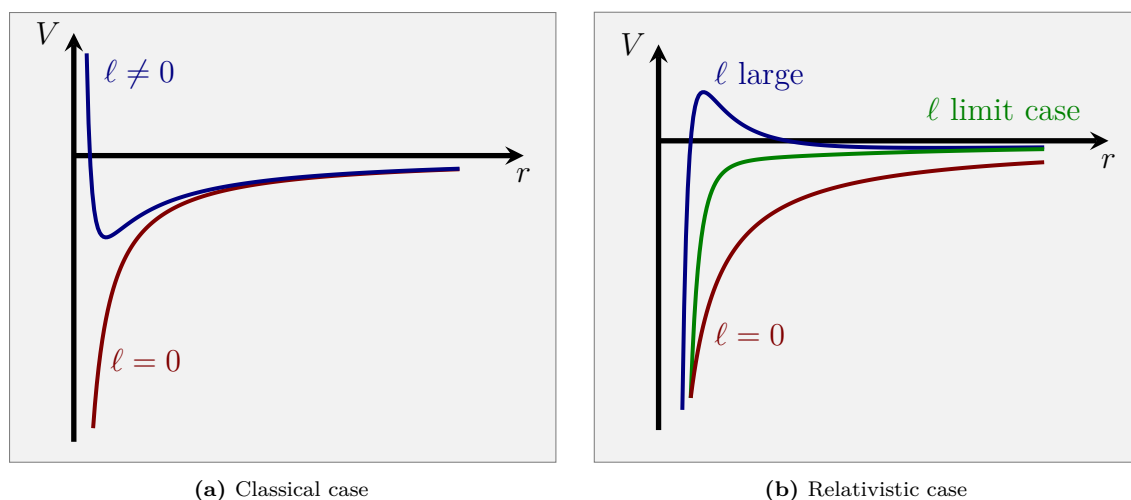 V
ℓ ≠ 0
r
ℓ = 0
(a) Classical case
V
ℓ large
ℓ limit case
r
ℓ = 0
(b) Relativistic case